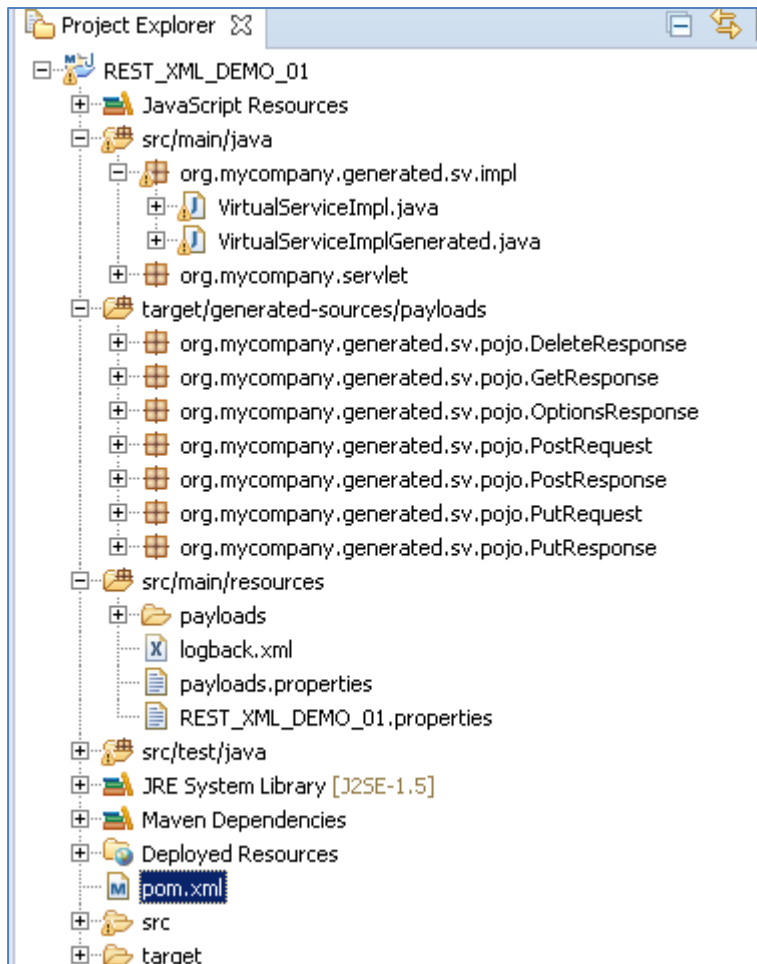 Project Explorer
REST_XML_DEMO_01
JavaScript Resources
src/main/java
org.mycompany.generated.sv.impl
VirtualServiceImpl.java
VirtualServiceImplGenerated.java
org.mycompany.servlet
target/generated-sources/payloads
org.mycompany.generated.sv.pojo.DeleteResponse
org.mycompany.generated.sv.pojo.GetResponse
org.mycompany.generated.sv.pojo.OptionsResponse
org.mycompany.generated.sv.pojo.PostRequest
org.mycompany.generated.sv.pojo.PostResponse
org.mycompany.generated.sv.pojo.PutRequest
org.mycompany.generated.sv.pojo.PutResponse
src/main/resources
payloads
logback.xml
payloads.properties
REST_XML_DEMO_01.properties
src/test/java
JRE System Library [J2SE-1.5]
Maven Dependencies
Deployed Resources
pom.xml
src
target